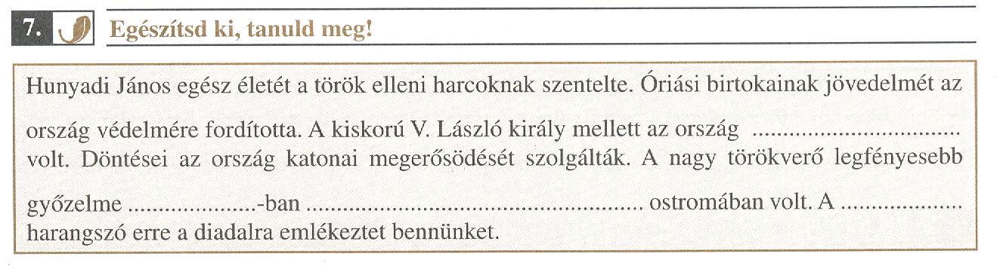 7. Egészítsd ki, tanuld meg!
Hunyadi János egész életét a török elleni harcoknak szentelte. Óriási birtokainak jövedelmét az
ország védelmére fordította. A kiskorú V. László király mellett az ország ................................
volt. Döntései az ország katonai megerősödését szolgálták. A nagy törökverő legfényesebb
győzelme ....................-ban .................................................... ostromában volt. A ...................
harangszó erre a diadalra emlékeztet bennünket.